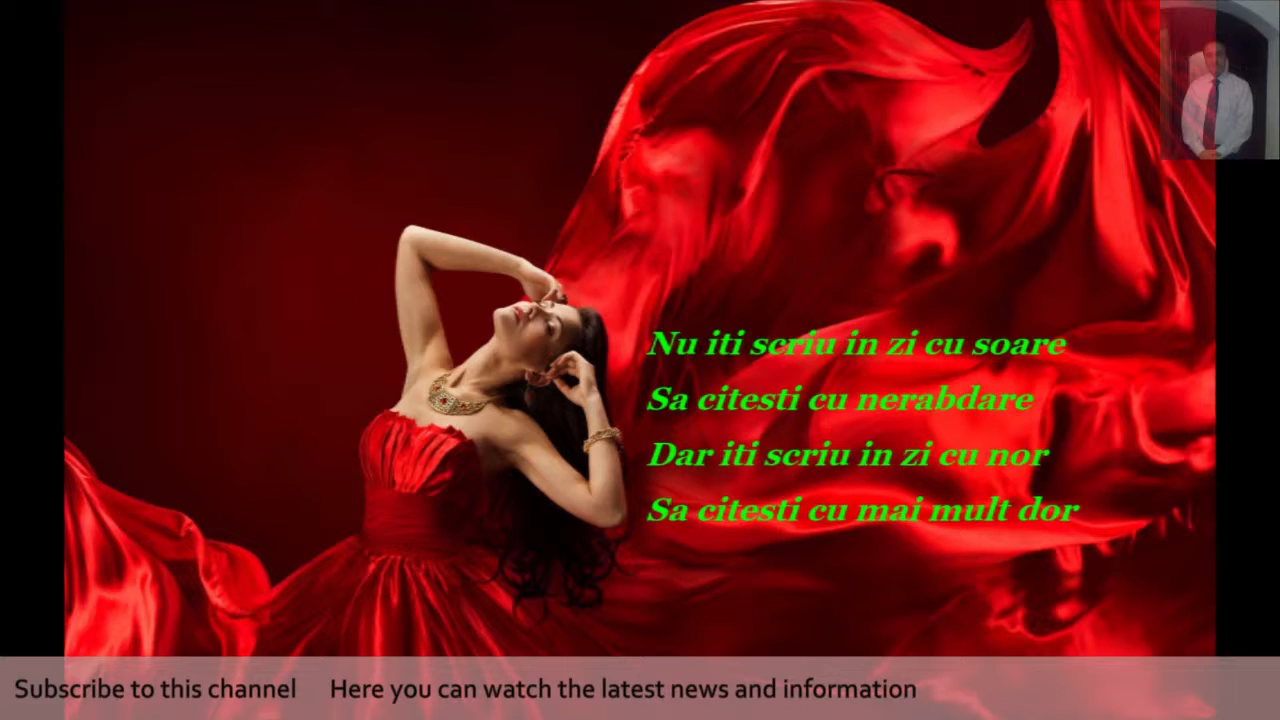 Nu iti scriu in zi cu soare
Sa citesti cu nerabdare
Dar iti scriu in zi cu nor
Sa citesti cu mai mult dor
Subscribe to this channel Here you can watch the latest news and information